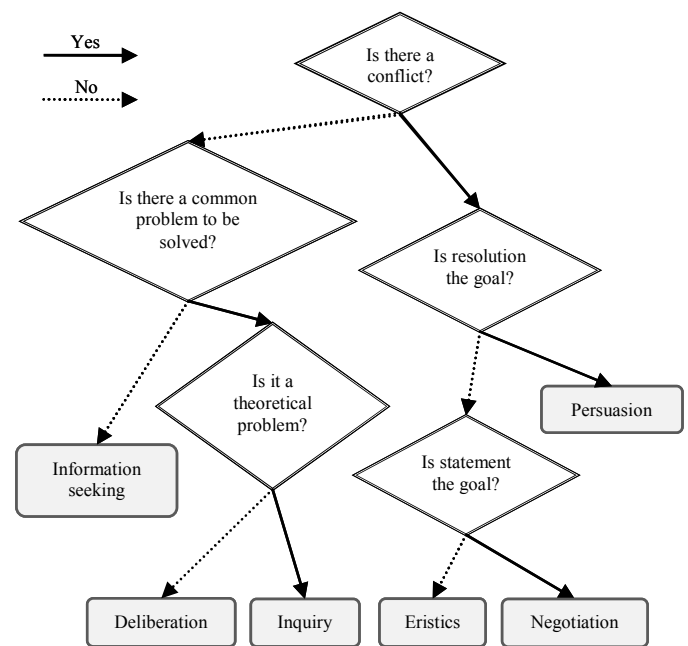 Yes
No
Is there a
conflict?
Is there a common
problem to be
solved?
Is resolution
the goal?
Is it a
theoretical
problem?
Persuasion
Information
seeking
Is statement
the goal?
Deliberation
Inquiry
Eristics
Negotiation